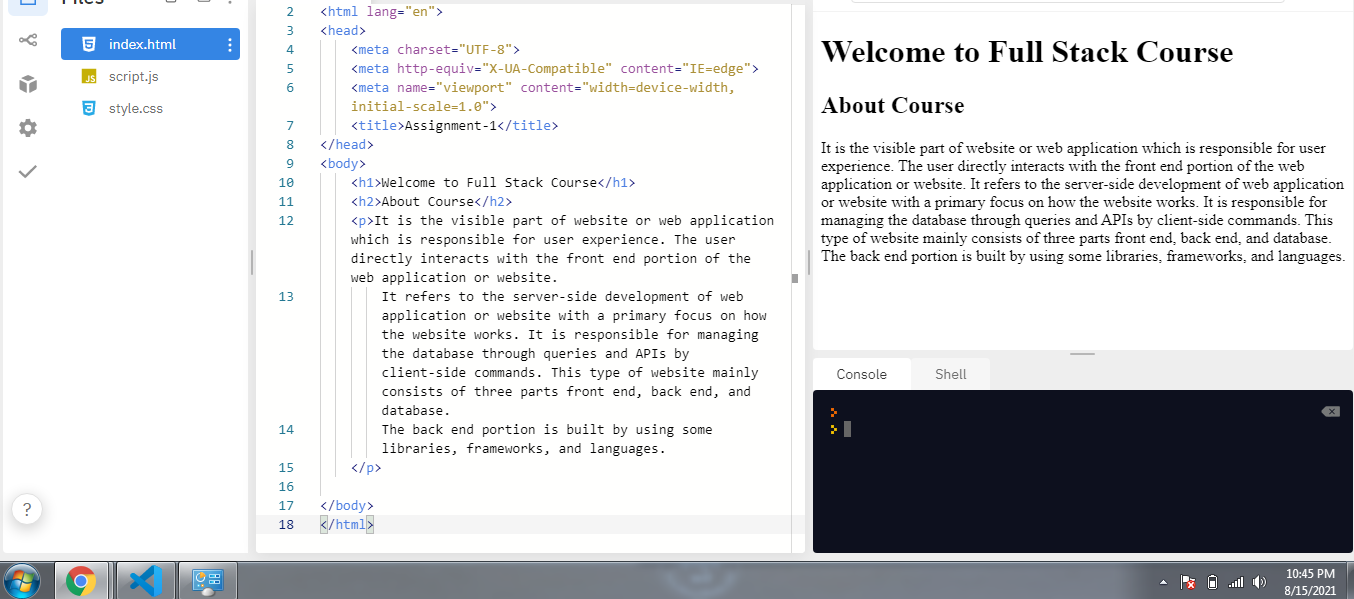 Files
index.html
script.js
style.css
?
2 <html lang="en">
3 <head>
4 <meta charset="UTF-8">
5 <meta http-equiv="X-UA-Compatible" content="IE=edge">
6 <meta name="viewport" content="width=device-width,
initial-scale=1.0">
7 <title>Assignment-1</title>
8 </head>
9 <body>
10 <h1>Welcome to Full Stack Course</h1>
11 <h2>About Course</h2>
12 <p>It is the visible part of website or web application
which is responsible for user experience. The user
directly interacts with the front end portion of the
web application or website.
13 It refers to the server-side development of web
application or website with a primary focus on how
the website works. It is responsible for managing
the database through queries and APIs by
client-side commands. This type of website mainly
consists of three parts front end, back end, and
database.
14 The back end portion is built by using some
libraries, frameworks, and languages.
15 </p>
16
17 </body>
18 </html>
Welcome to Full Stack Course
About Course
It is the visible part of website or web application which is responsible for user
experience. The user directly interacts with the front end portion of the web
application or website. It refers to the server-side development of web application
or website with a primary focus on how the website works. It is responsible for
managing the database through queries and APIs by client-side commands. This
type of website mainly consists of three parts front end, back end, and database.
The back end portion is built by using some libraries, frameworks, and languages.
Console Shell
10:45 PM
8/15/2021